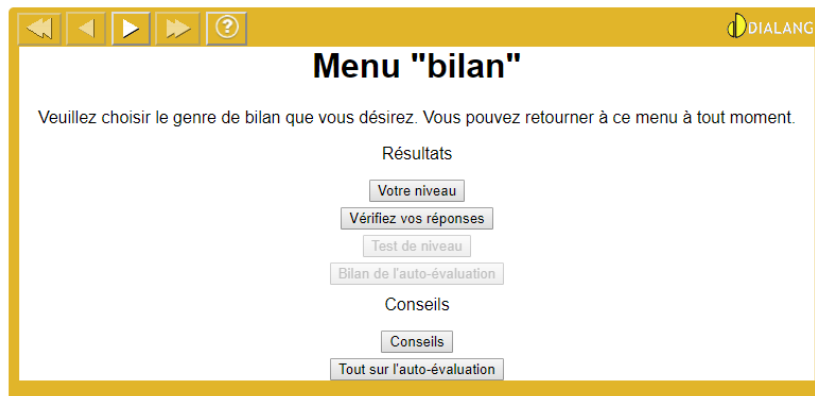 DIALANG
Menu "bilan"
Veuillez choisir le genre de bilan que vous désirez. Vous pouvez retourner à ce menu à tout moment.
Résultats
Votre niveau
Vérifiez vos réponses
Test de niveau
Bilan de l'auto-évaluation
Conseils
Conseils
Tout sur l'auto-évaluation